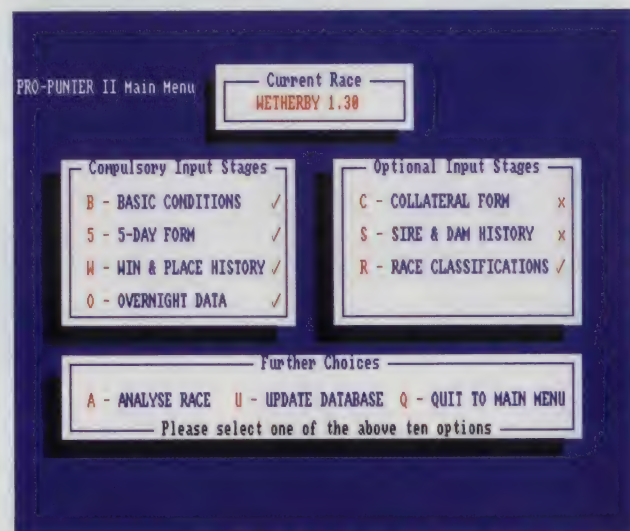 PRO-PUNTER II Main Menu
Current Race
WETHERBY 1.30
Compulsory Input Stages
B - BASIC CONDITIONS ✓
5 - 5-DAY FORM ✓
W - WIN & PLACE HISTORY ✓
O - OVERNIGHT DATA ✓
Optional Input Stages
C - COLLATERAL FORM x
S - SIRE & DAM HISTORY x
R - RACE CLASSIFICATIONS ✓
Further Choices
A - ANALYSE RACE U - UPDATE DATABASE Q - QUIT TO MAIN MENU
Please select one of the above ten options